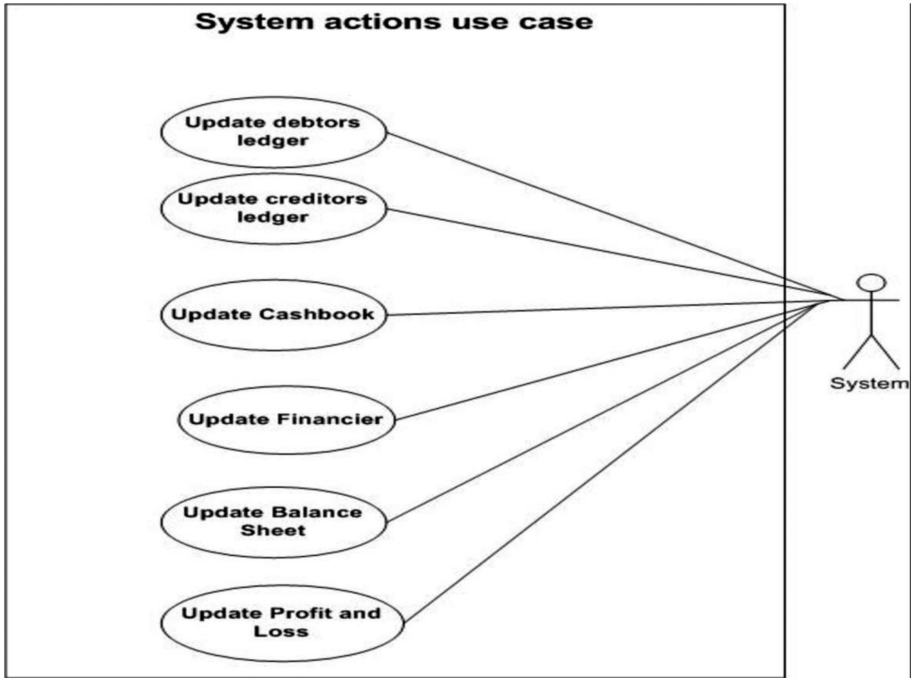 System actions use case
Update debtors
ledger
Update creditors
ledger
Update Cashbook
Update Financier
Update Balance
Sheet
Update Profit and
Loss
System